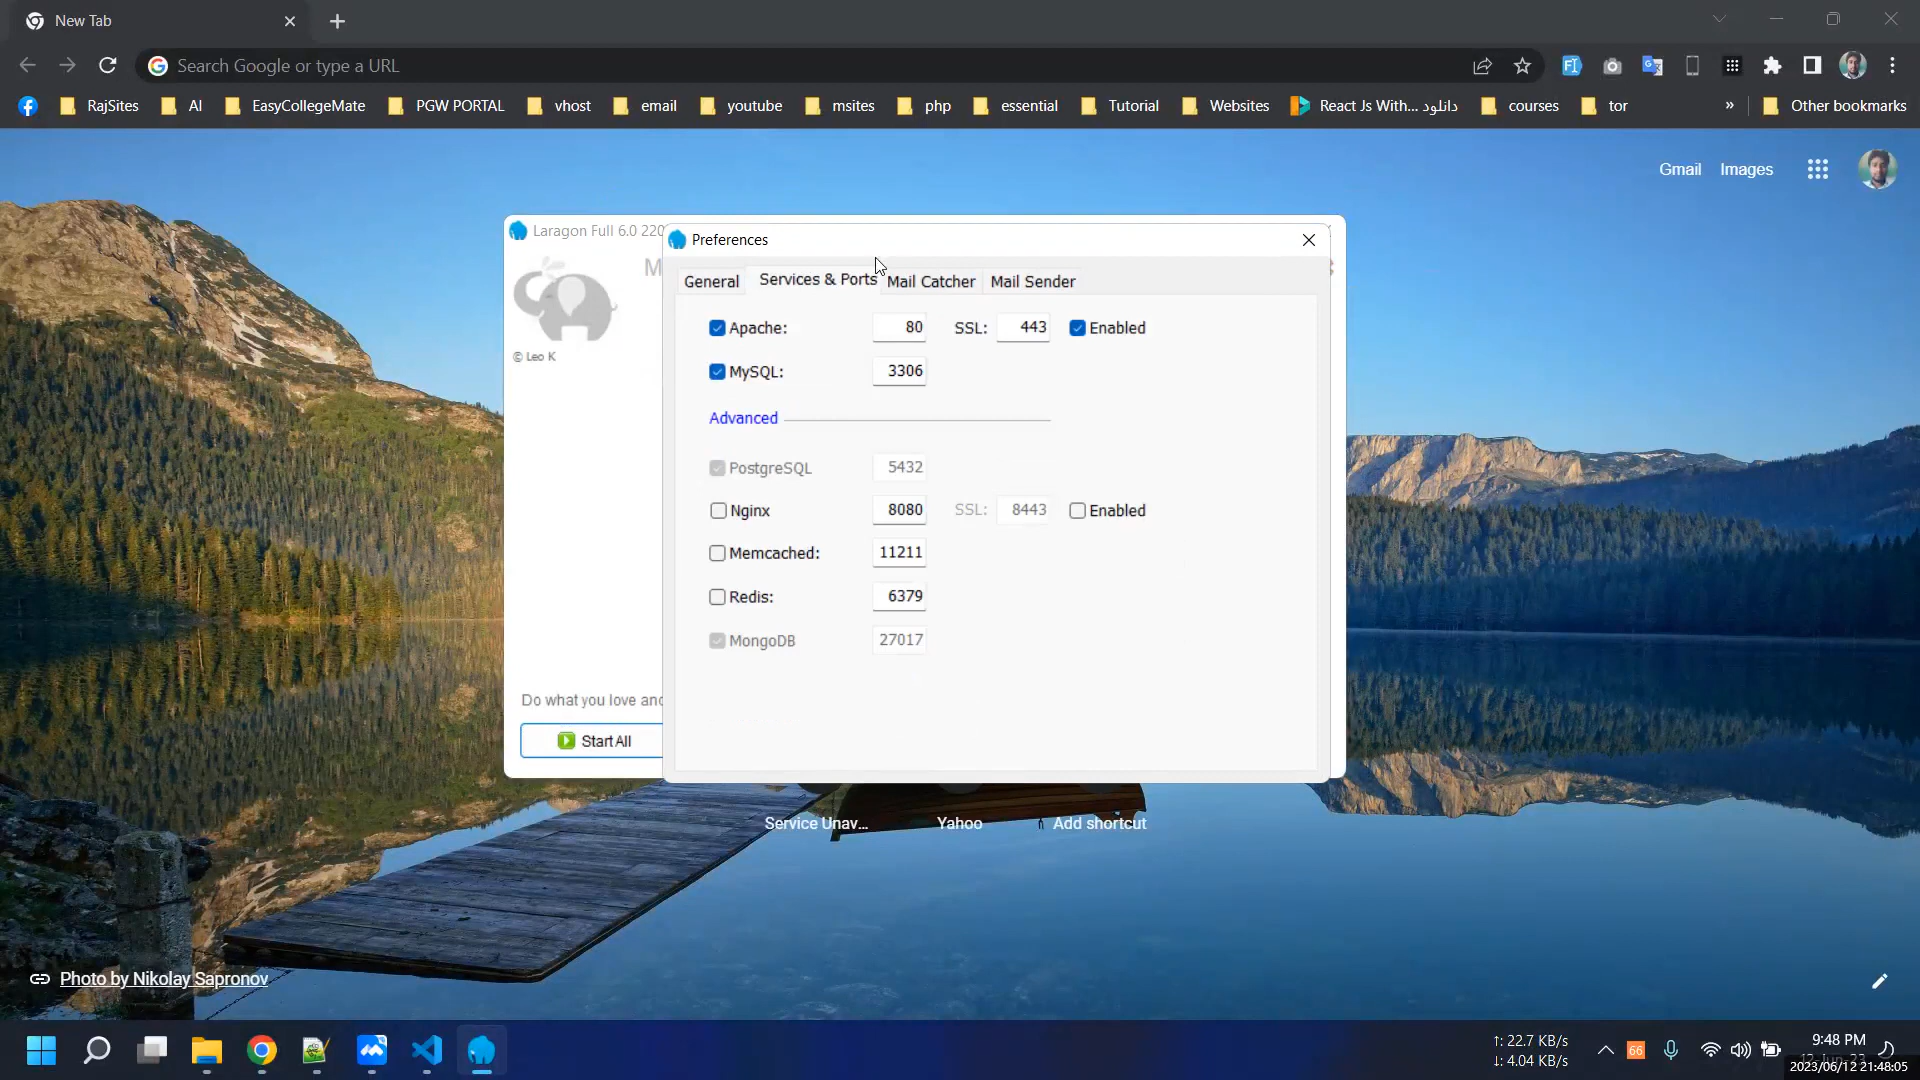 New Tab
Search Google or type a URL
RajSites
AI
EasyCollegeMate
PGW PORTAL
vhost
email
youtube
msites
php
essential
Tutorial
Websites
React Js With... دانلود
courses
tor
»
Other bookmarks
Gmail
Images
Laragon Full 6.0 220
Preferences
M
General
Services & Ports
Mail Catcher
Mail Sender
© Leo K
Apache:
80
SSL:
443
Enabled
MySQL:
3306
Advanced
PostgreSQL
5432
Nginx
8080
SSL:
8443
Enabled
Memcached:
11211
Redis:
6379
MongoDB
27017
Do what you love and
Start All
Service Unav...
Yahoo
Add shortcut
Photo by Nikolay Sapronov
↑: 22.7 KB/s
↓: 4.04 KB/s
66
9:48 PM
12-Jun-23
2023/06/12 21:48:05